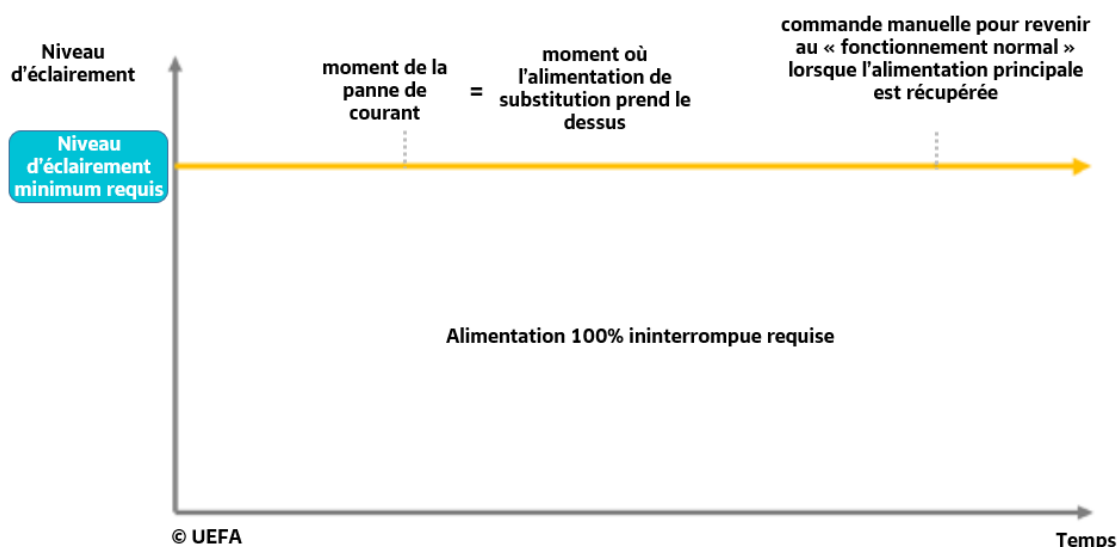 Niveau
d'éclairement
moment de la
panne de
courant
=
moment où
l'alimentation de
substitution prend le
dessus
commande manuelle pour revenir
au « fonctionnement normal »
lorsque l'alimentation principale
est récupérée
Niveau
d'éclairement
minimum requis
Alimentation 100% ininterrompue requise
© UEFA
Temps